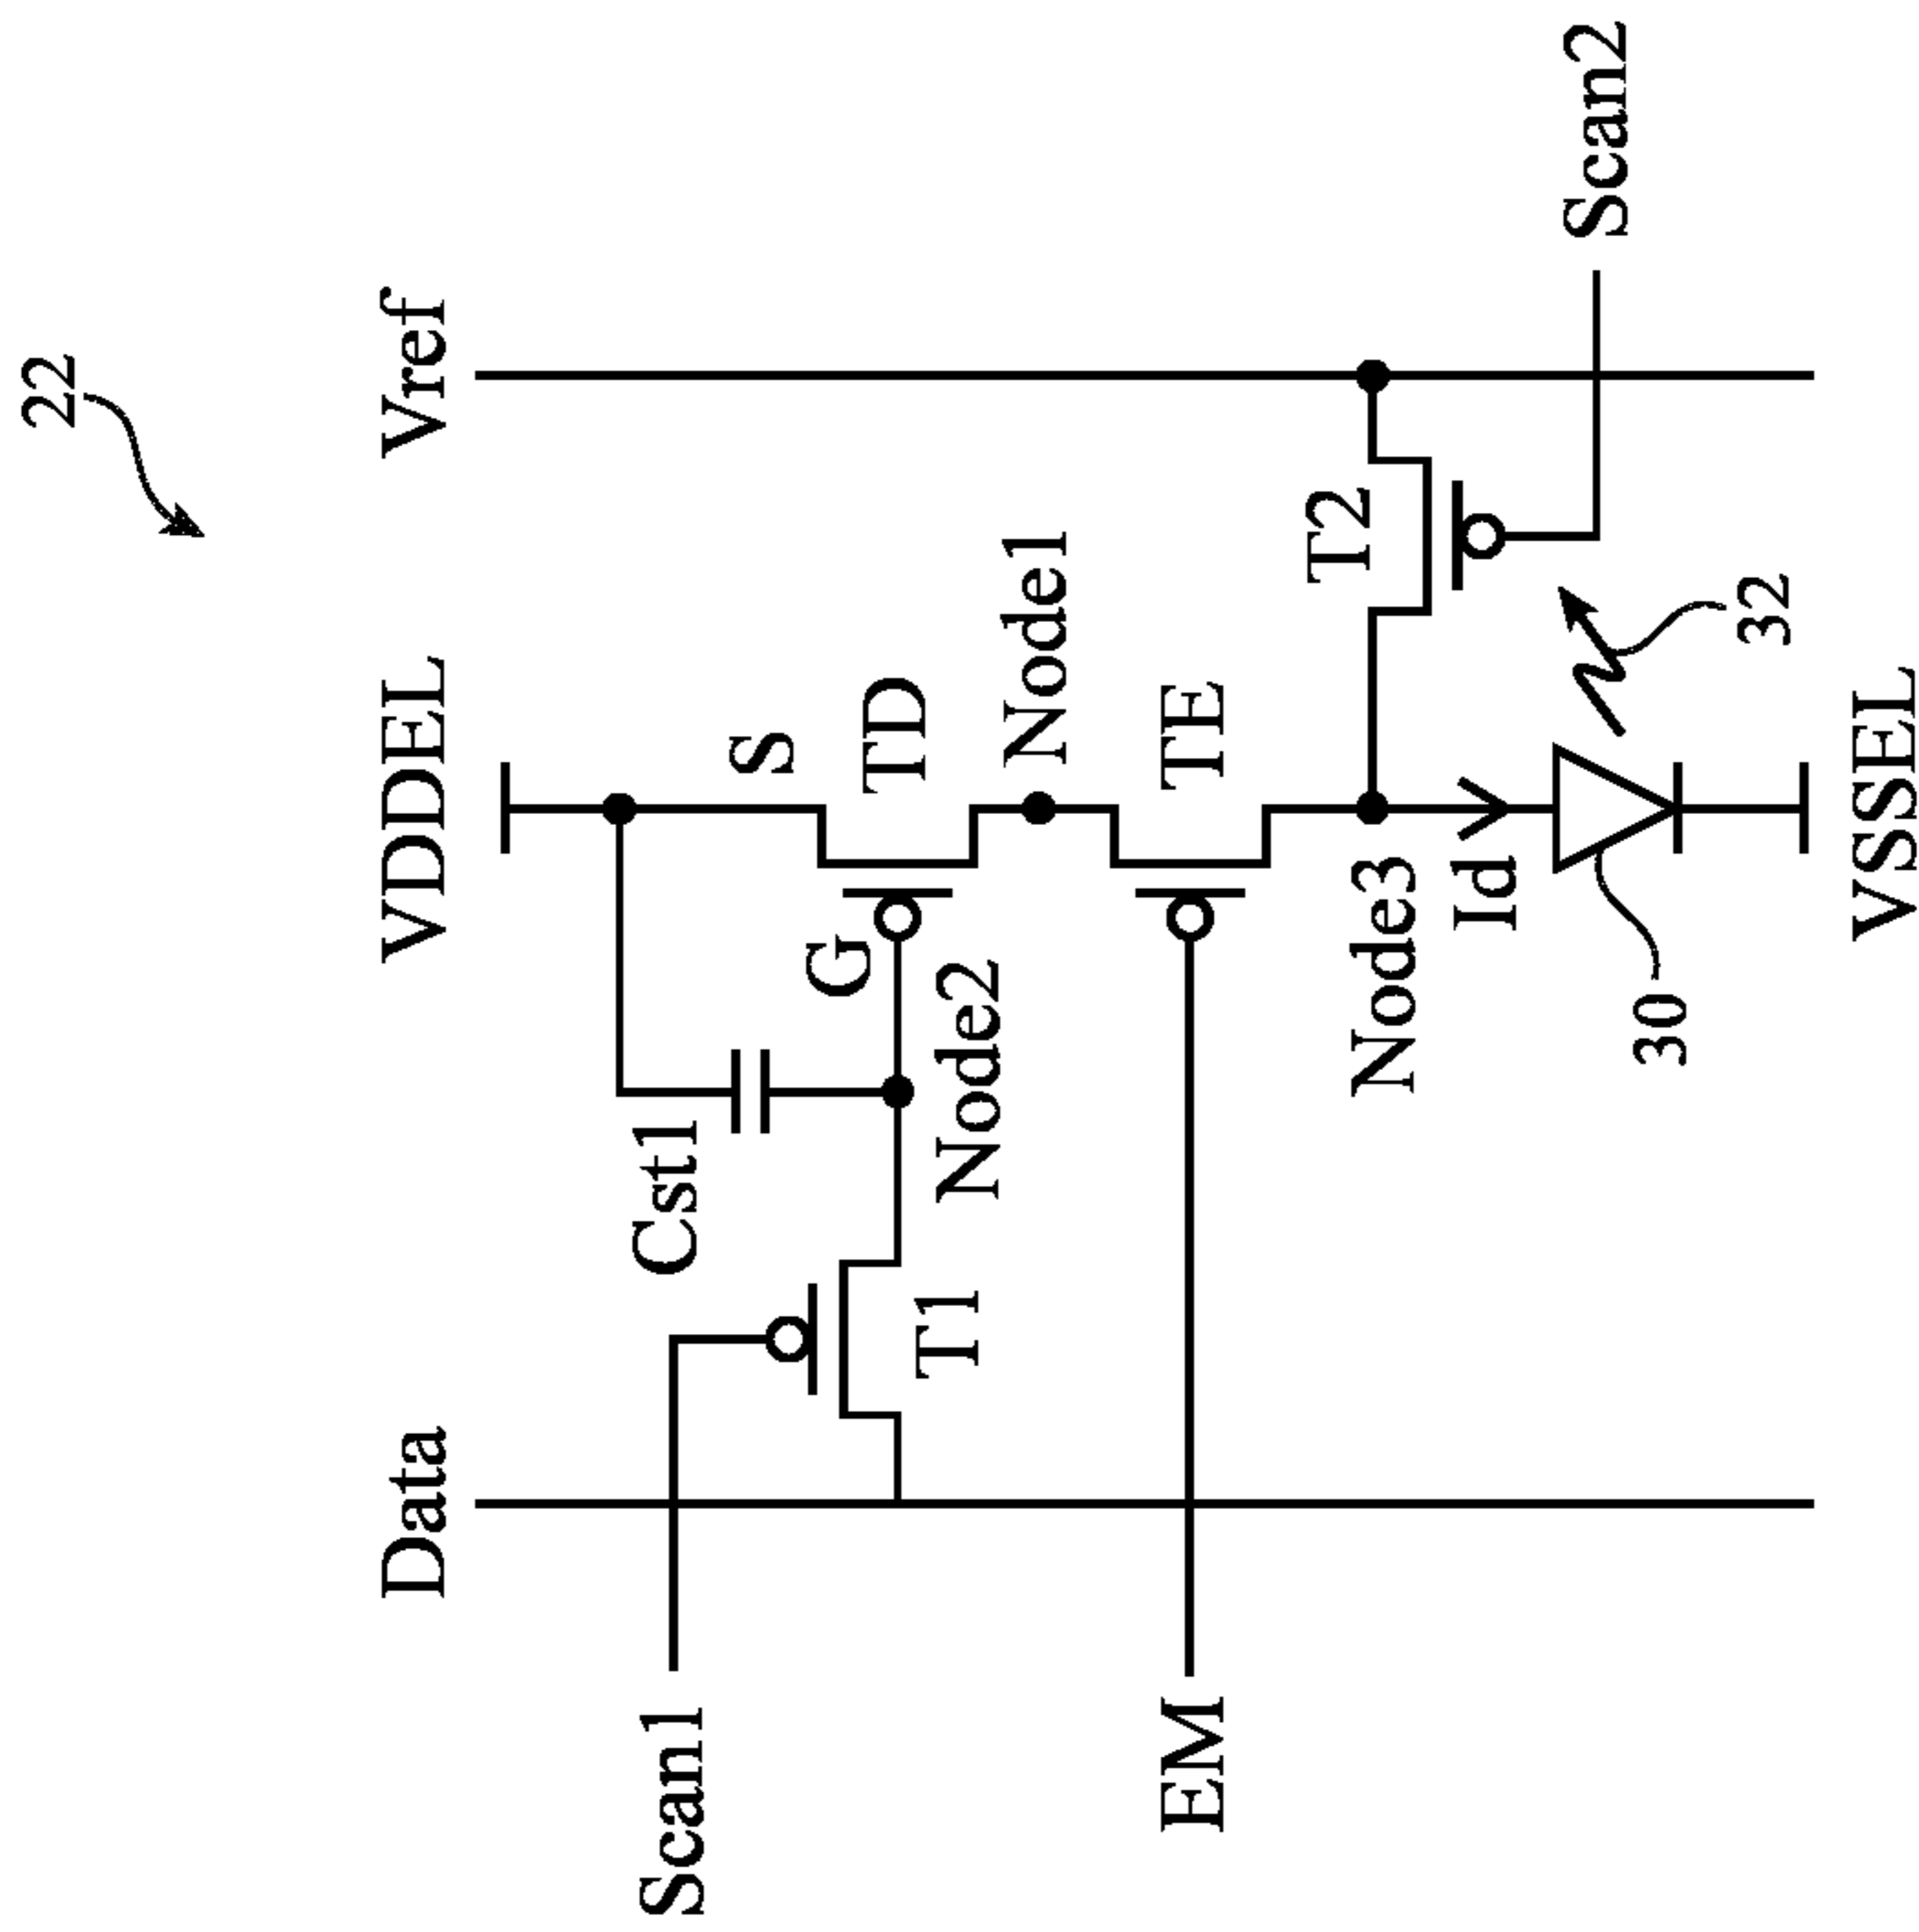 22
Data
VDDEL
Vref
Scan1
Cst1
S
G
TD
T1
Node2
Node1
EM
TE
T2
Node3
Id
Scan2
30
32
VSSEL